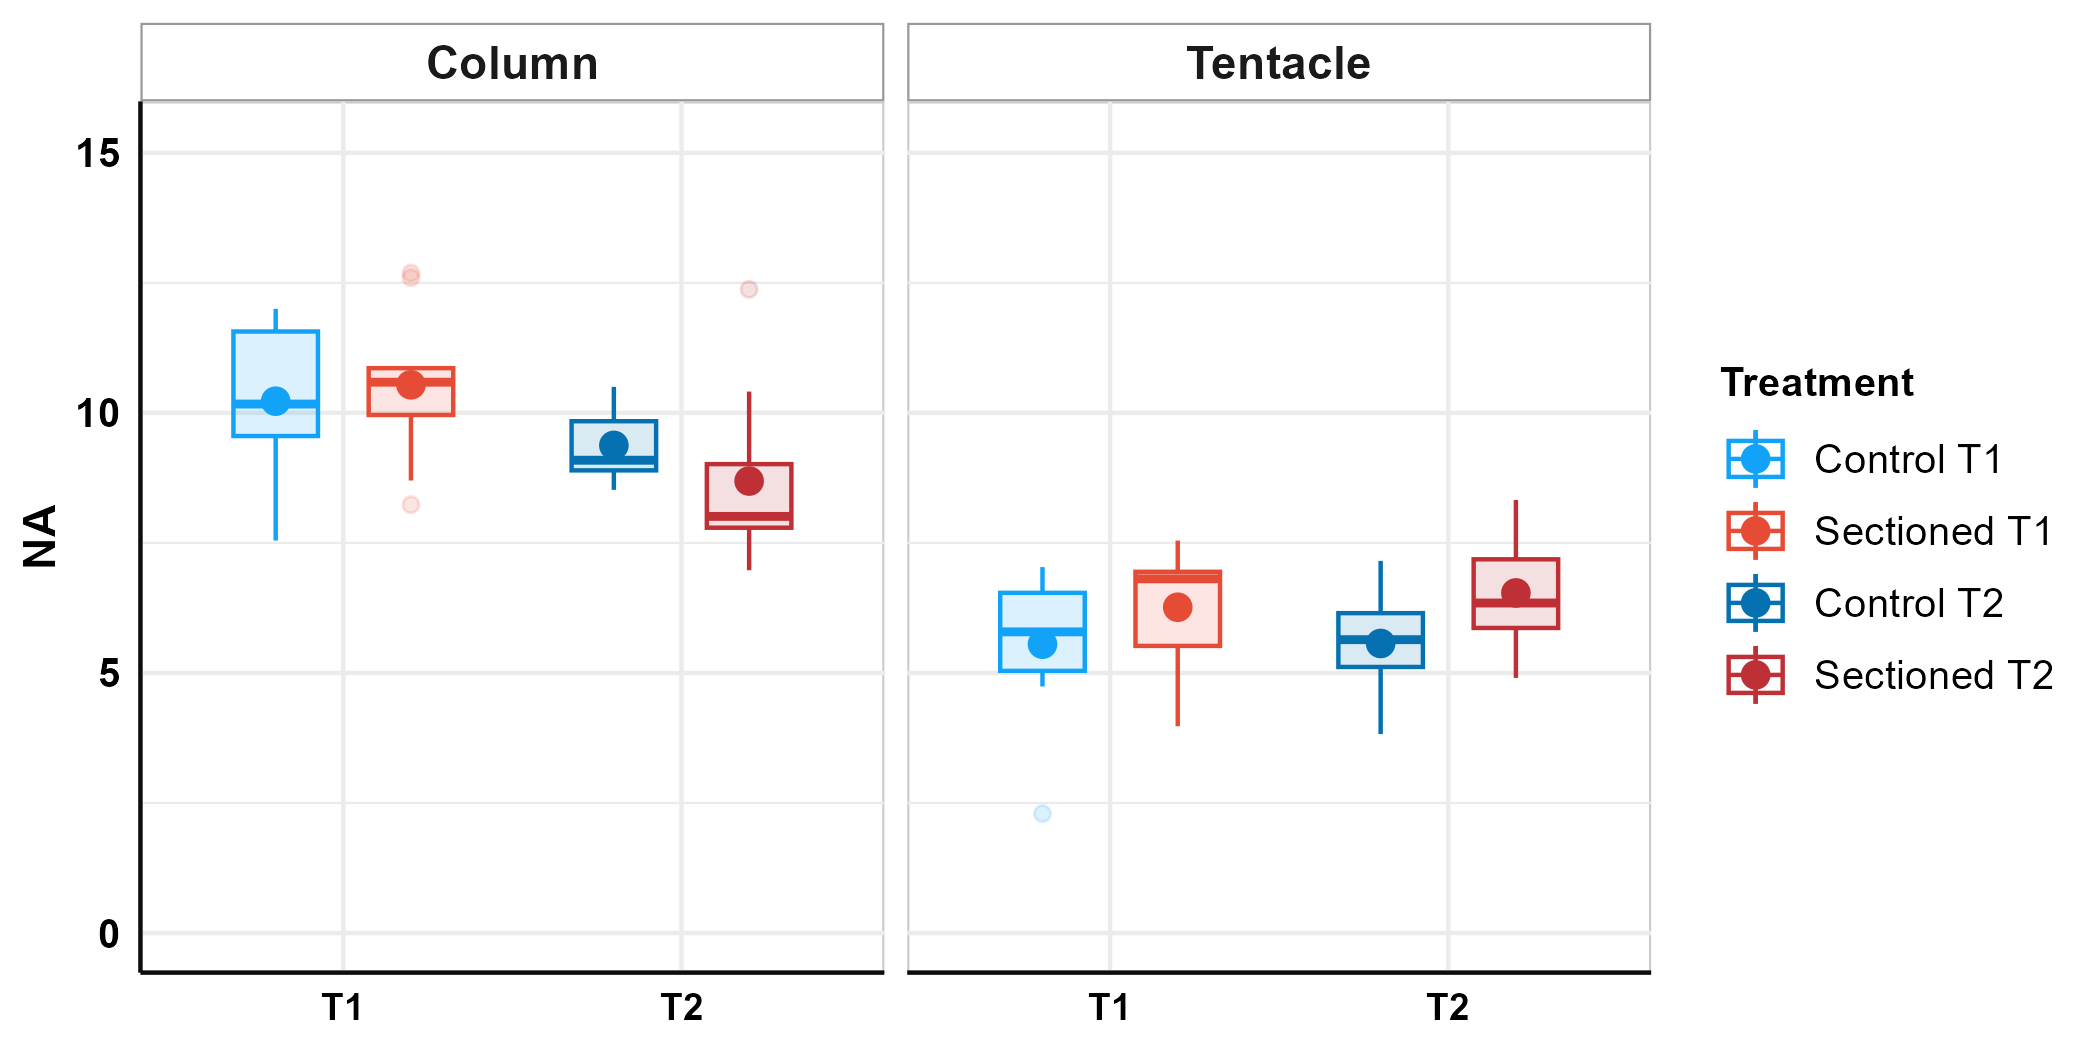 Column
Tentacle
15
10
5
0
NA
T1
T2
T1
T2
Treatment
Control T1
Sectioned T1
Control T2
Sectioned T2